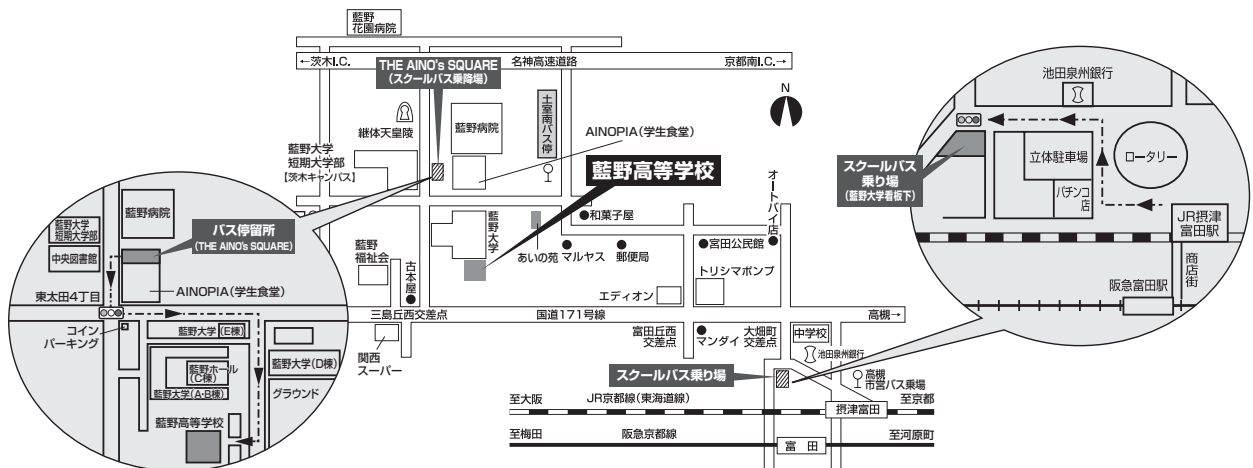 藍野
花園病院
←茨木I.C.
名神高速道路
京都南I.C.→
THE AINO's SQUARE
(スクールバス乗降場)
継体天皇陵
藍野病院
土室南バス停
AINOPIA(学生食堂)
N
藍野大学
短期大学部
【茨木キャンパス】
藍野高等学校
オートバイ店
藍野大学
和菓子屋
あいの苑
マルヤス
郵便局
宮田公民館
藍野
福祉会
古本屋
エディオン
トリシマポンプ
三島丘西交差点
国道171号線
高槻→
関西
スーパー
富田丘西
交差点
マンダイ
大畑町
交差点
中学校
池田泉州銀行
スクールバス乗り場
高槻
市営バス乗場
至大阪
JR京都線(東海道線)
摂津富田
至京都
至梅田
阪急京都線
富田
至河原町
藍野病院
藍野大学
短期大学部
中央図書館
バス停留所
(THE AINO's SQUARE)
AINOPIA(学生食堂)
東太田4丁目
コイン
パーキング
藍野大学
(E棟)
藍野ホール
(C棟)
藍野大学(A・B棟)
藍野大学(D棟)
グラウンド
藍野高等学校
池田泉州銀行
スクールバス
乗り場
(藍野大学看板下)
立体駐車場
ロータリー
パチンコ
店
JR摂津
富田駅
商店街
阪急富田駅